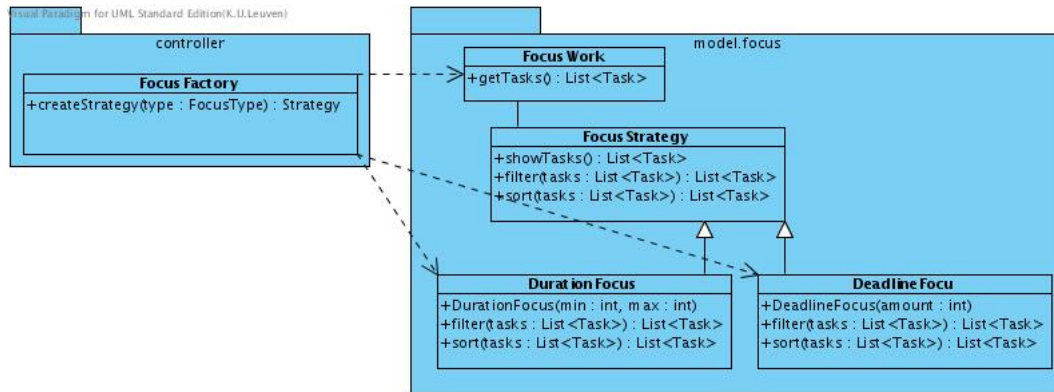 Visual Paradigm for UML Standard Edition(K.U.Leuven)
controller
Focus Factory
+createStrategy(type : FocusType) : Strategy
model.focus
Focus Work
+getTasks() : List<Task>
Focus Strategy
+showTasks() : List<Task>
+filter(tasks : List<Task>) : List<Task>
+sort(tasks : List<Task>) : List<Task>
Duration Focus
+DurationFocus(min : int, max : int)
+filter(tasks : List<Task>) : List<Task>
+sort(tasks : List<Task>) : List<Task>
Deadline Focu
+DeadlineFocus(amount : int)
+filter(tasks : List<Task>) : List<Task>
+sort(tasks : List<Task>) : List<Task>